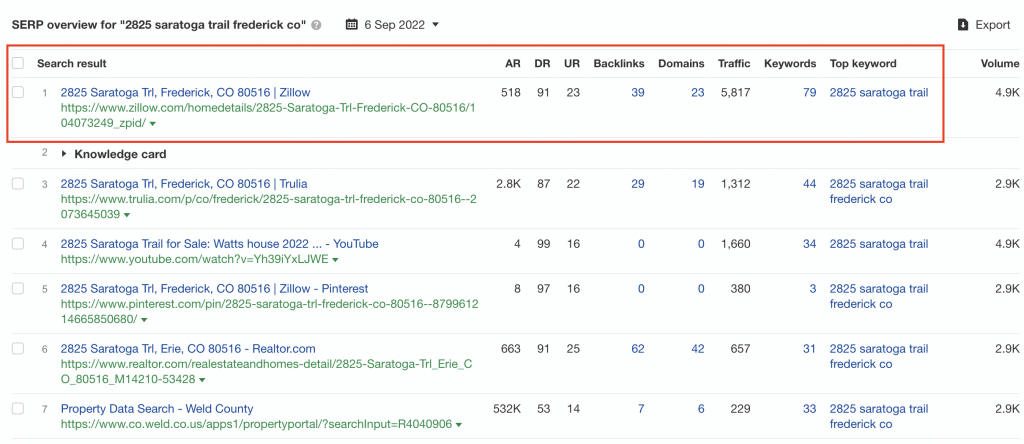 SERP overview for "2825 saratoga trail frederick co" ? 6 Sep 2022 Export
Search result AR DR UR Backlinks Domains Traffic Keywords Top keyword Volume
1 2825 Saratoga Trl, Frederick, CO 80516 | Zillow 518 91 23 39 23 5,817 79 2825 saratoga trail 4.9K
https://www.zillow.com/homedetails/2825-Saratoga-Trl-Frederick-CO-80516/1
04073249_zpid/
2 Knowledge card
3 2825 Saratoga Trl, Frederick, CO 80516 | Trulia 2.8K 87 22 29 19 1,312 44 2825 saratoga trail 2.9K
https://www.trulia.com/p/co/frederick/2825-saratoga-trl-frederick-co-80516--2 frederick co
073645039
4 2825 Saratoga Trail for Sale: Watts house 2022 ... - YouTube 4 99 16 0 0 1,660 34 2825 saratoga trail 4.9K
https://www.youtube.com/watch?v=Yh39iYxLJWE
5 2825 Saratoga Trl, Frederick, CO 80516 | Zillow - Pinterest 8 97 16 0 0 380 3 2825 saratoga trail 2.9K
https://www.pinterest.com/pin/2825-saratoga-trl-frederick-co-80516--8799612 frederick co
14665850680/
6 2825 Saratoga Trl, Erie, CO 80516 - Realtor.com 663 91 25 62 42 657 31 2825 saratoga trail 2.9K
https://www.realtor.com/realestateandhomes-detail/2825-Saratoga-Trl_Erie_C frederick co
O_80516_M14210-53428
7 Property Data Search - Weld County 532K 53 14 7 6 229 33 2825 saratoga trail 2.9K
https://www.co.weld.co.us/apps1/propertyportal/?searchInput=R4040906 frederick co